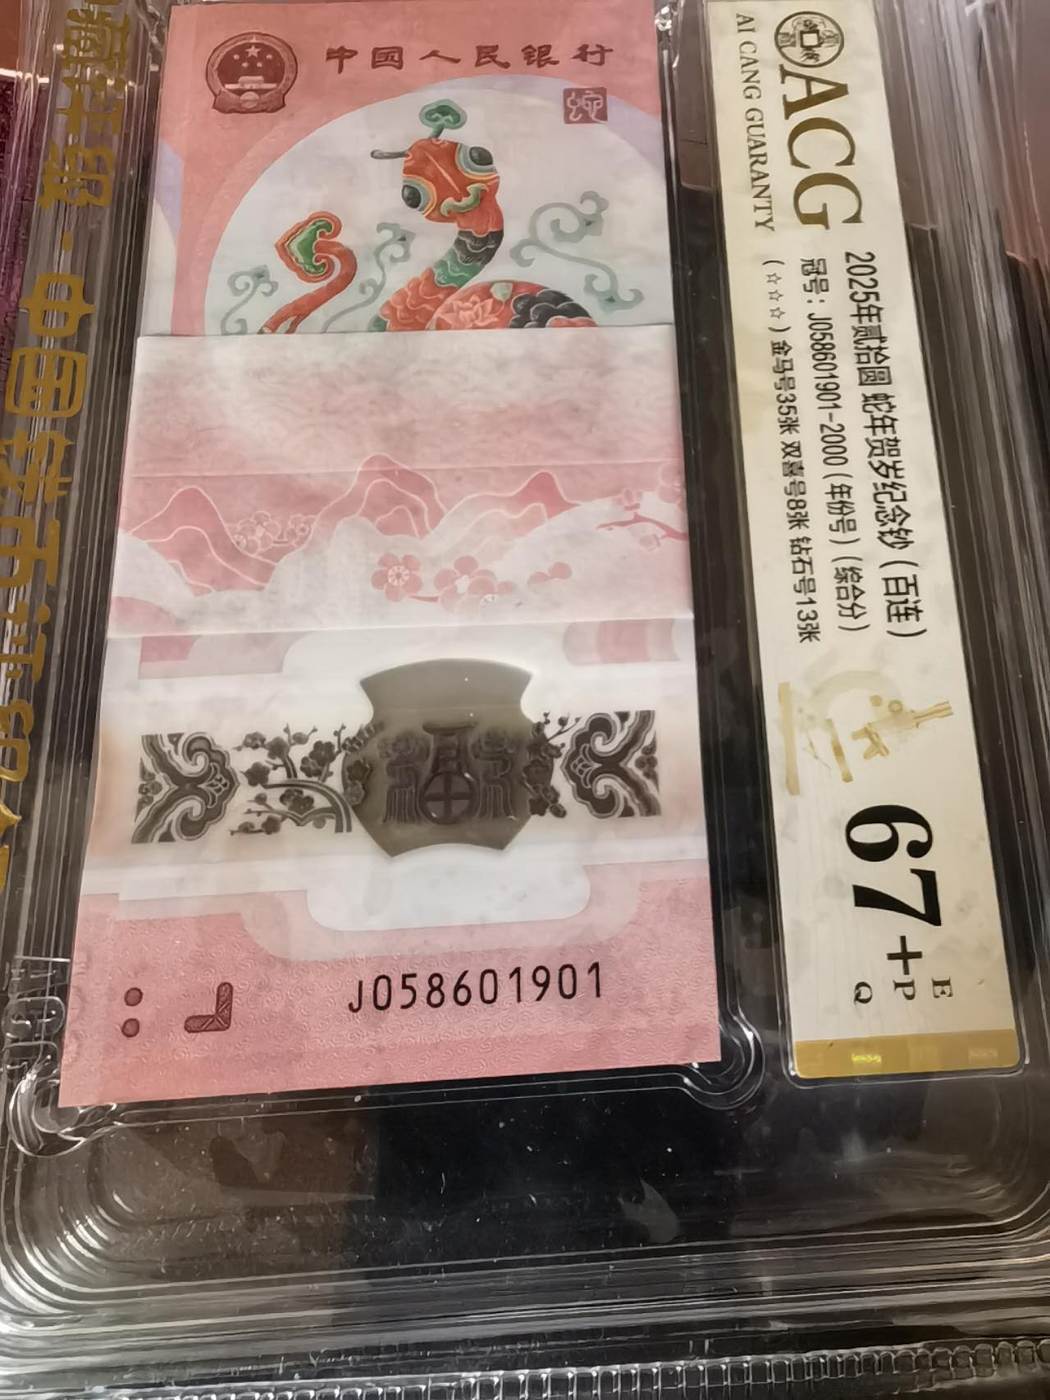 中國人民银行
蛇
J058601901
ACG
AI CANG GUARANTY
2025年贰拾圆 蛇年贺岁纪念钞（百连）
冠号：J058601901-2000（年份号）（综合分）
（☆☆☆）金马号35张 双喜号8张 钻石号13张
67+
E
P
Q